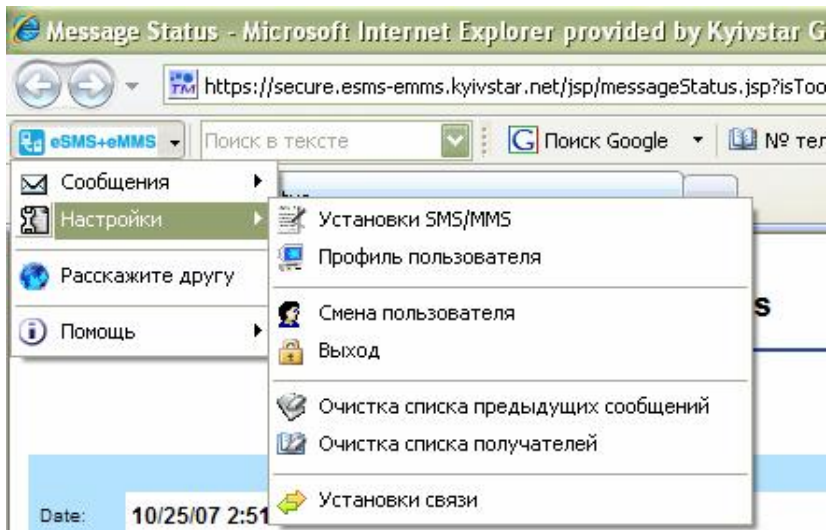 Message Status - Microsoft Internet Explorer provided by Kyivstar G
https://secure.esms-emms.kyivstar.net/jsp/messageStatus.jsp?isToo
eSMS+eMMS Поиск в тексте Поиск Google № тел
Сообщения
Настройки
Расскажите другу
Помощь
Установки SMS/MMS
Профиль пользователя
Смена пользователя
Выход
Очистка списка предыдущих сообщений
Очистка списка получателей
Установки связи
s
Date: 10/25/07 2:51